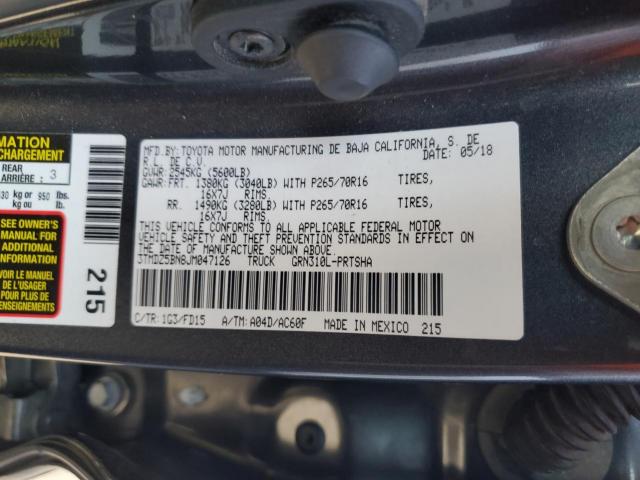 MFD.BY:TOYOTA MOTOR MANUFACTURING DE BAJA CALIFORNIA, S. DE
R.L. DE C.V. DATE: 05/18
GVWR:2545KG (5600LB)
GAWR:FRT. 1380KG (3040LB) WITH P265/70R16 TIRES,
16X7J RIMS
RR. 1490KG (3280LB) WITH P265/70R16 TIRES,
16X7J RIMS
THIS VEHICLE CONFORMS TO ALL APPLICABLE FEDERAL MOTOR
VEHICLE SAFETY AND THEFT PREVENTION STANDARDS IN EFFECT ON
THE DATE OF MANUFACTURE SHOWN ABOVE.
3TMDZ5BN6JM047126 TRUCK GRN310L-PRTSHA
C/TR:1G3/FD15 A/TM:A04D/AC60F MADE IN MEXICO 215
MATION
CHARGEMENT
REAR
ARRIÈRE : 3
kg or 950 lbs.
SEE OWNER'S
MANUAL FOR
ADDITIONAL
INFORMATION
LE MANUEL
DE L'USAGER
POUR PLUS DE
215